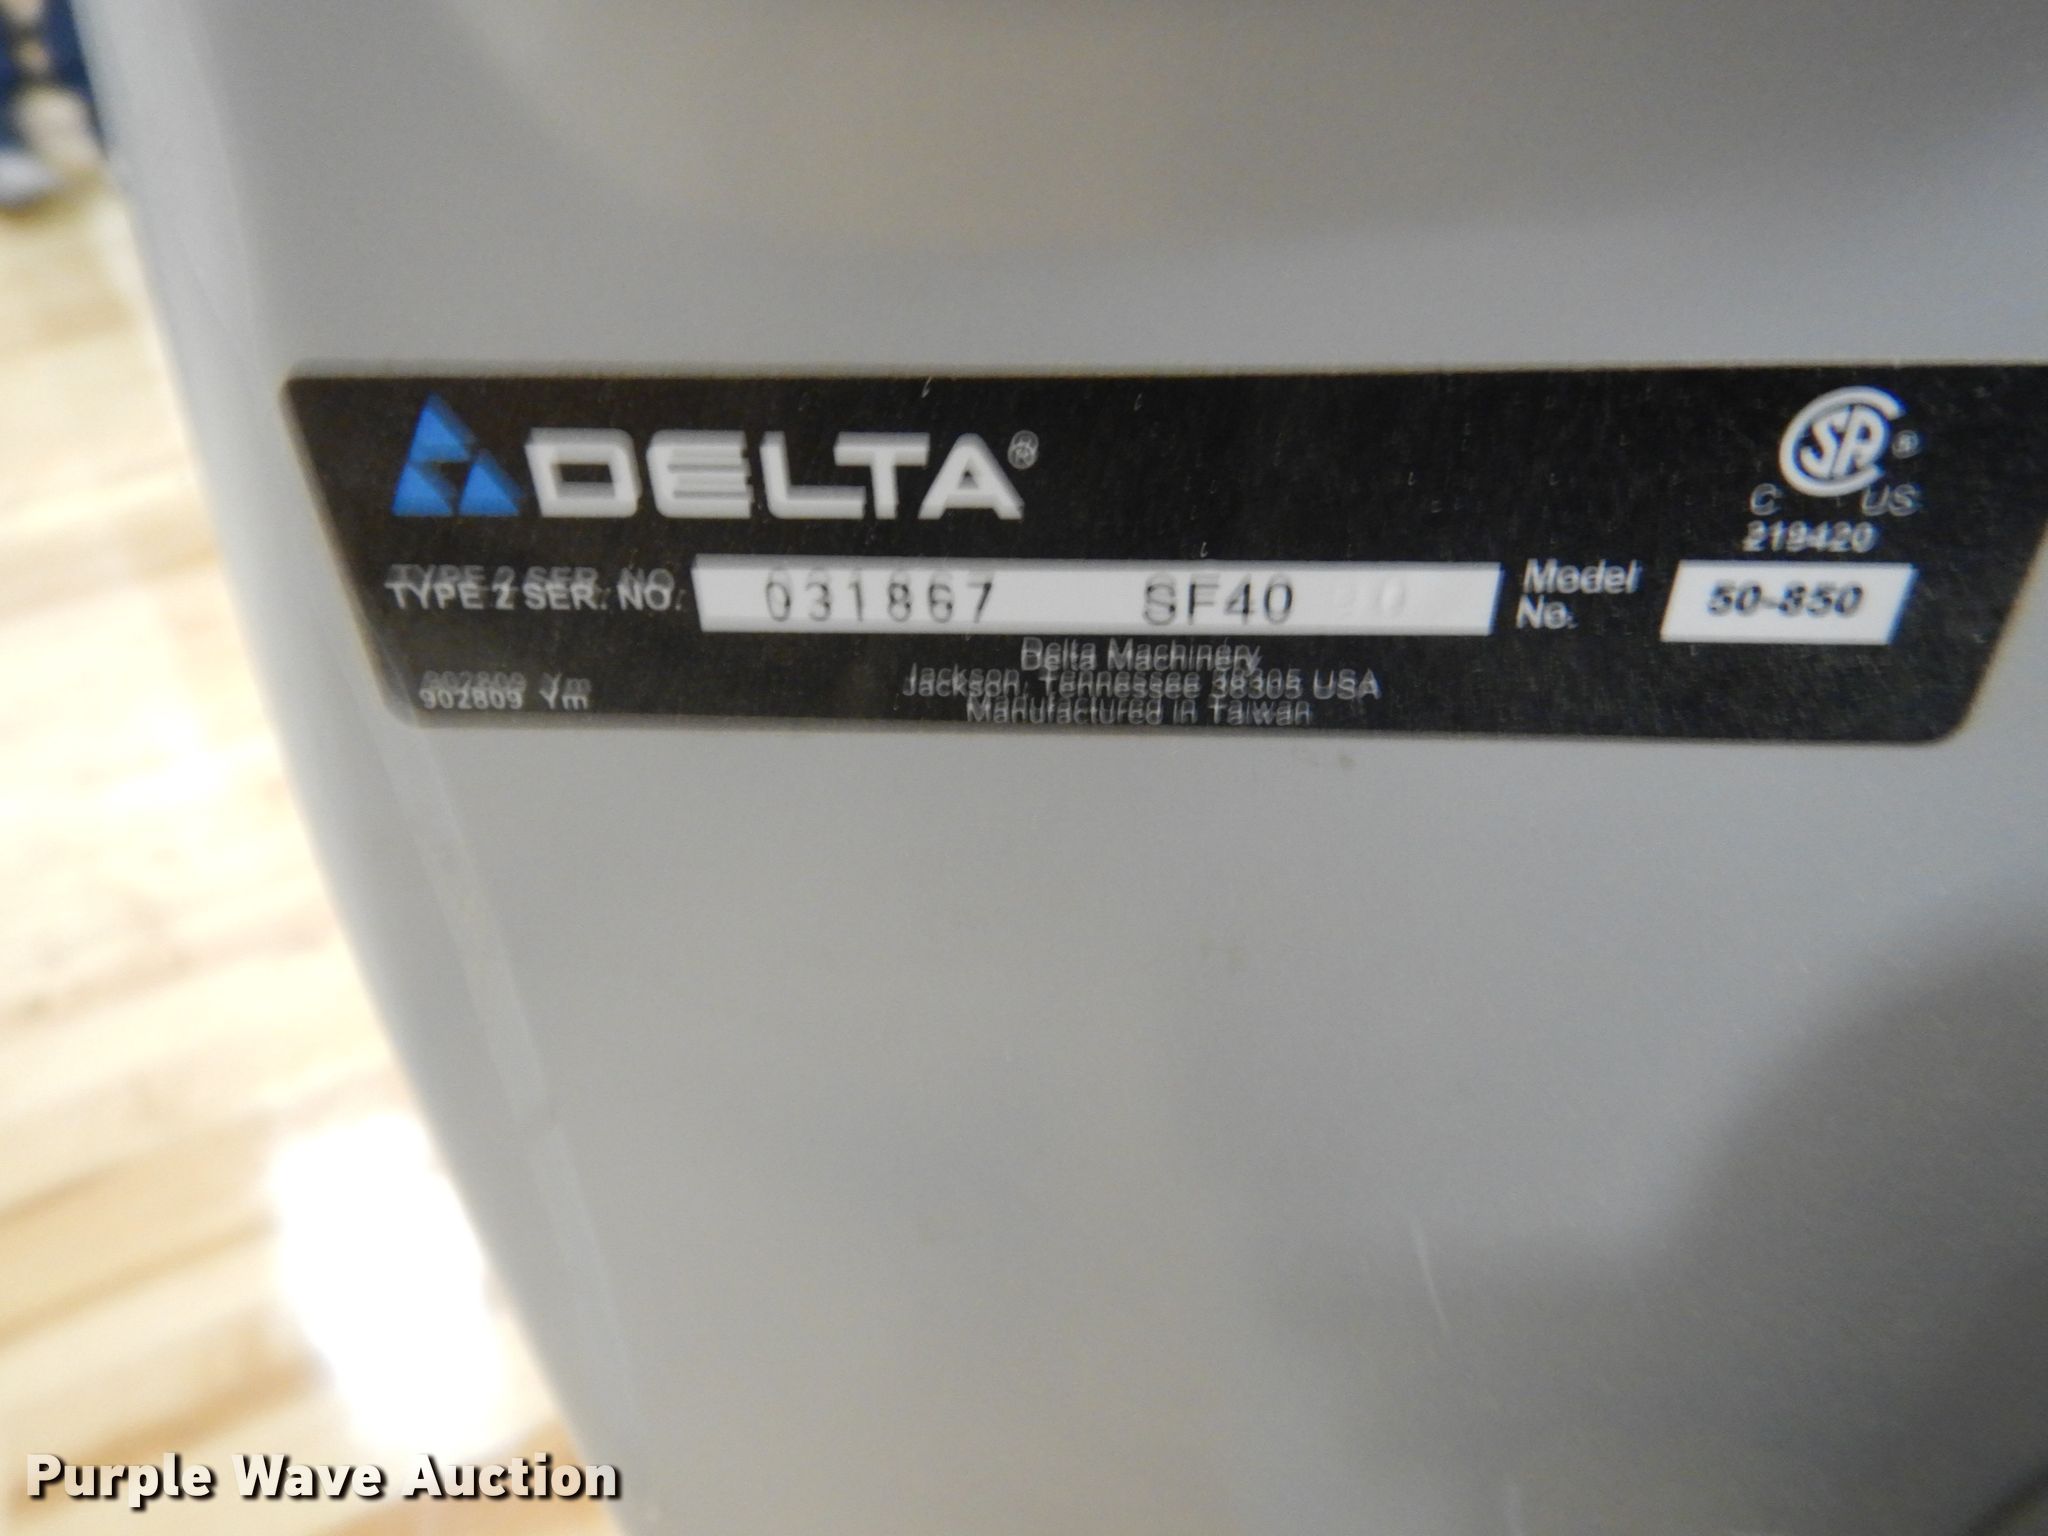 DELTA®
CSA®
C US
219420
TYPE 2 SER. NO. 031867 SF40
Model No. 50-850
Delta Machinery
Jackson, Tennessee 38305 USA
902809 Ym
Manufactured in Taiwan
Purple Wave Auction